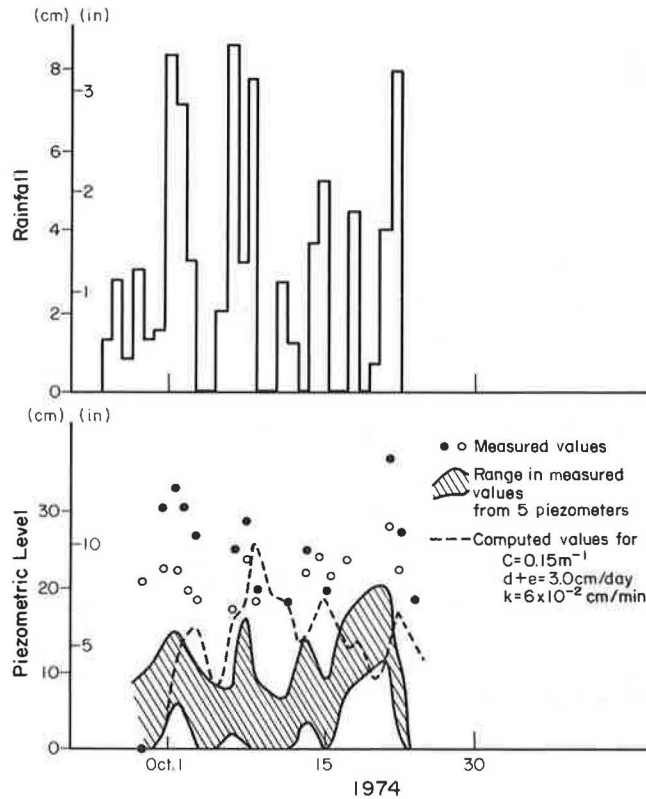 (cm) (in)
8
3
6
2
4
1
2
0
Rainfall
(cm) (in)
30
10
20
5
10
0
Piezometric Level
● ○ Measured values
Range in measured
values
from 5 piezometers
Computed values for
C=0.15m⁻¹
d+e=3.0cm/day
k=6x10⁻² cm/min
Oct. 1
15
30
1974